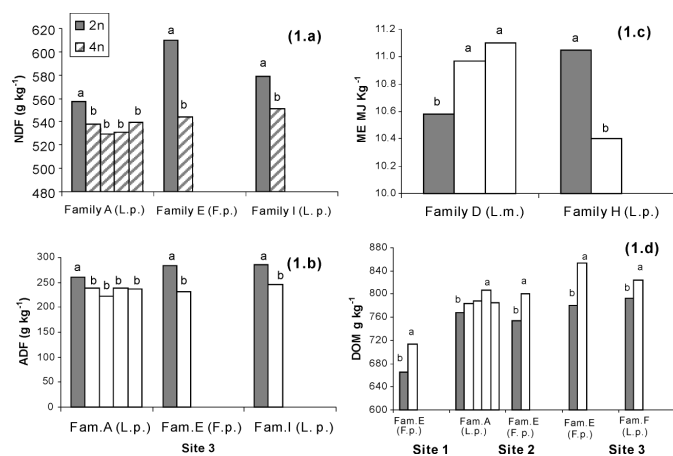 2n
4n
(1.a)
NDF (g kg-1)
620
600
580
560
540
520
500
480
a
b
b
b
b
a
b
a
b
Family A (L.p.)
Family E (F.p.)
Family I (L.p.)
(1.c)
ME MJ Kg-1
11.2
11.0
10.8
10.6
10.4
10.2
10.0
b
a
a
a
b
Family D (L.m.)
Family H (L.p.)
(1.b)
ADF (g kg-1)
300
250
200
150
100
50
0
a
b
b
b
b
a
b
a
b
Fam.A (L.p.)
Fam.E (F.p.)
Fam.I (L. p.)
Site 3
(1.d)
DOM g kg-1
880
840
800
760
720
680
640
600
b
a
b
a
b
a
b
a
b
a
Fam.E
(F.p.)
Fam.A
(L.p.)
Fam.E
(F. p.)
Fam.E
(F.p.)
Fam.F
(L.p.)
Site 1
Site 2
Site 3